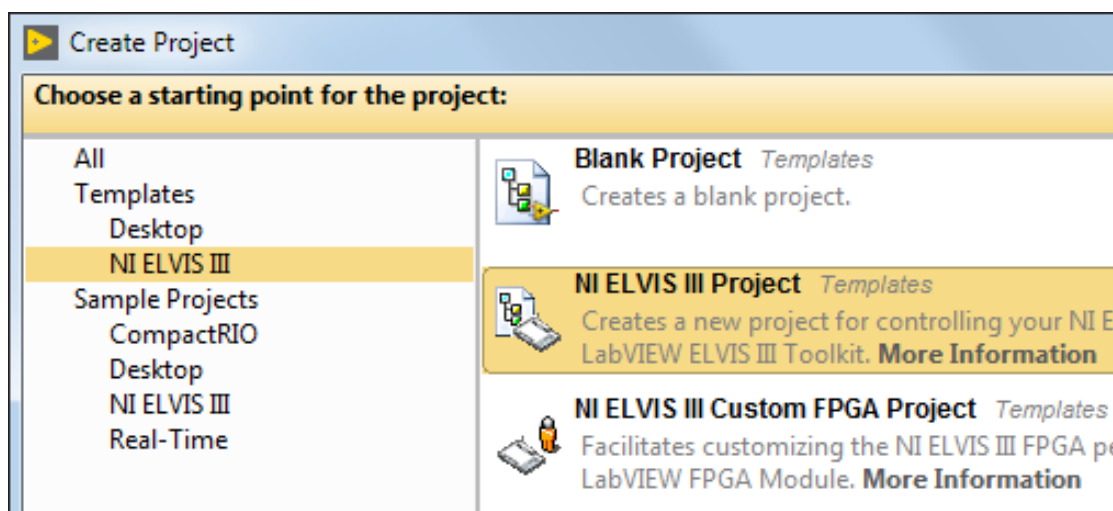 Create Project
Choose a starting point for the project:
All
Templates
Desktop
NI ELVIS III
Sample Projects
CompactRIO
Desktop
NI ELVIS III
Real-Time
Blank Project Templates
Creates a blank project.
NI ELVIS III Project Templates
Creates a new project for controlling your NI
LabVIEW ELVIS III Toolkit. More Information
NI ELVIS III Custom FPGA Project Templates
Facilitates customizing the NI ELVIS III FPGA
LabVIEW FPGA Module. More Information